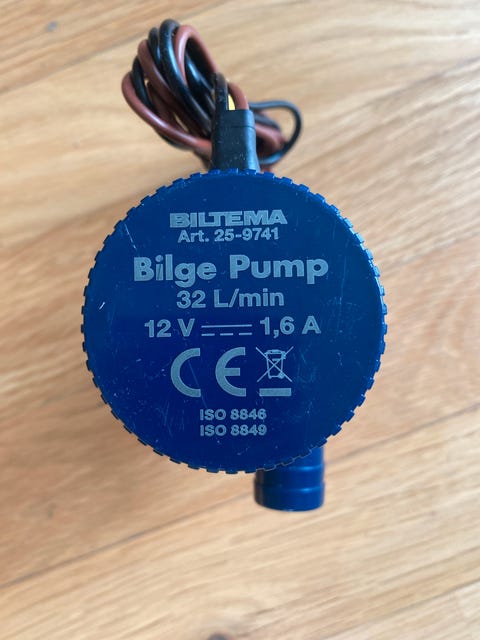 BILTEMA
Art. 25-9741
Bilge Pump
32 L/min
12 V ⎓ 1,6 A
CE
ISO 8846
ISO 8849